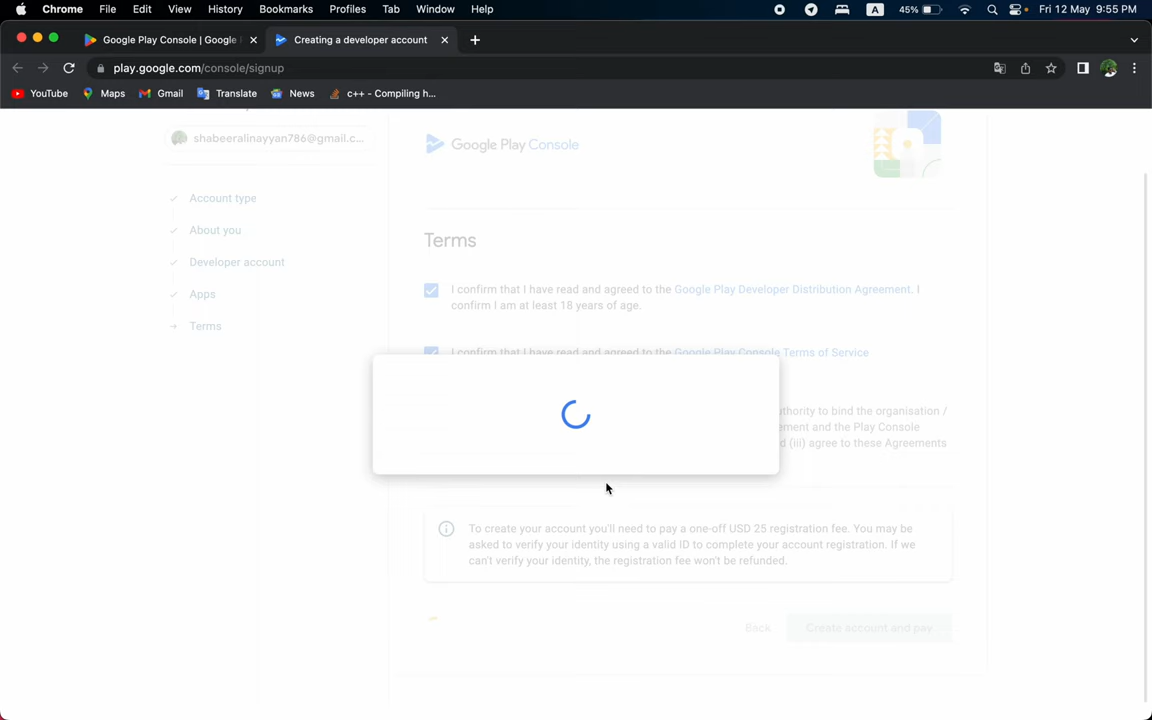 Chrome File Edit View History Bookmarks Profiles Tab Window Help A 45% Fri 12 May 9:55 PM
Google Play Console | Google Creating a developer account
play.google.com/console/signup
YouTube Maps Gmail Translate News c++ - Compiling h...
shabeeralinayyan786@gmail.c...
Google Play Console
Account type
About you
Developer account
Apps
Terms
Terms
I confirm that I have read and agreed to the Google Play Developer Distribution Agreement. I
confirm I am at least 18 years of age.
I confirm that I have read and agreed to the Google Play Console Terms of Service
thority to bind the organisation /
ment and the Play Console
d (iii) agree to these Agreements
To create your account you'll need to pay a one-off USD 25 registration fee. You may be
asked to verify your identity using a valid ID to complete your account registration. If we
can't verify your identity, the registration fee won't be refunded.
Back Create account and pay